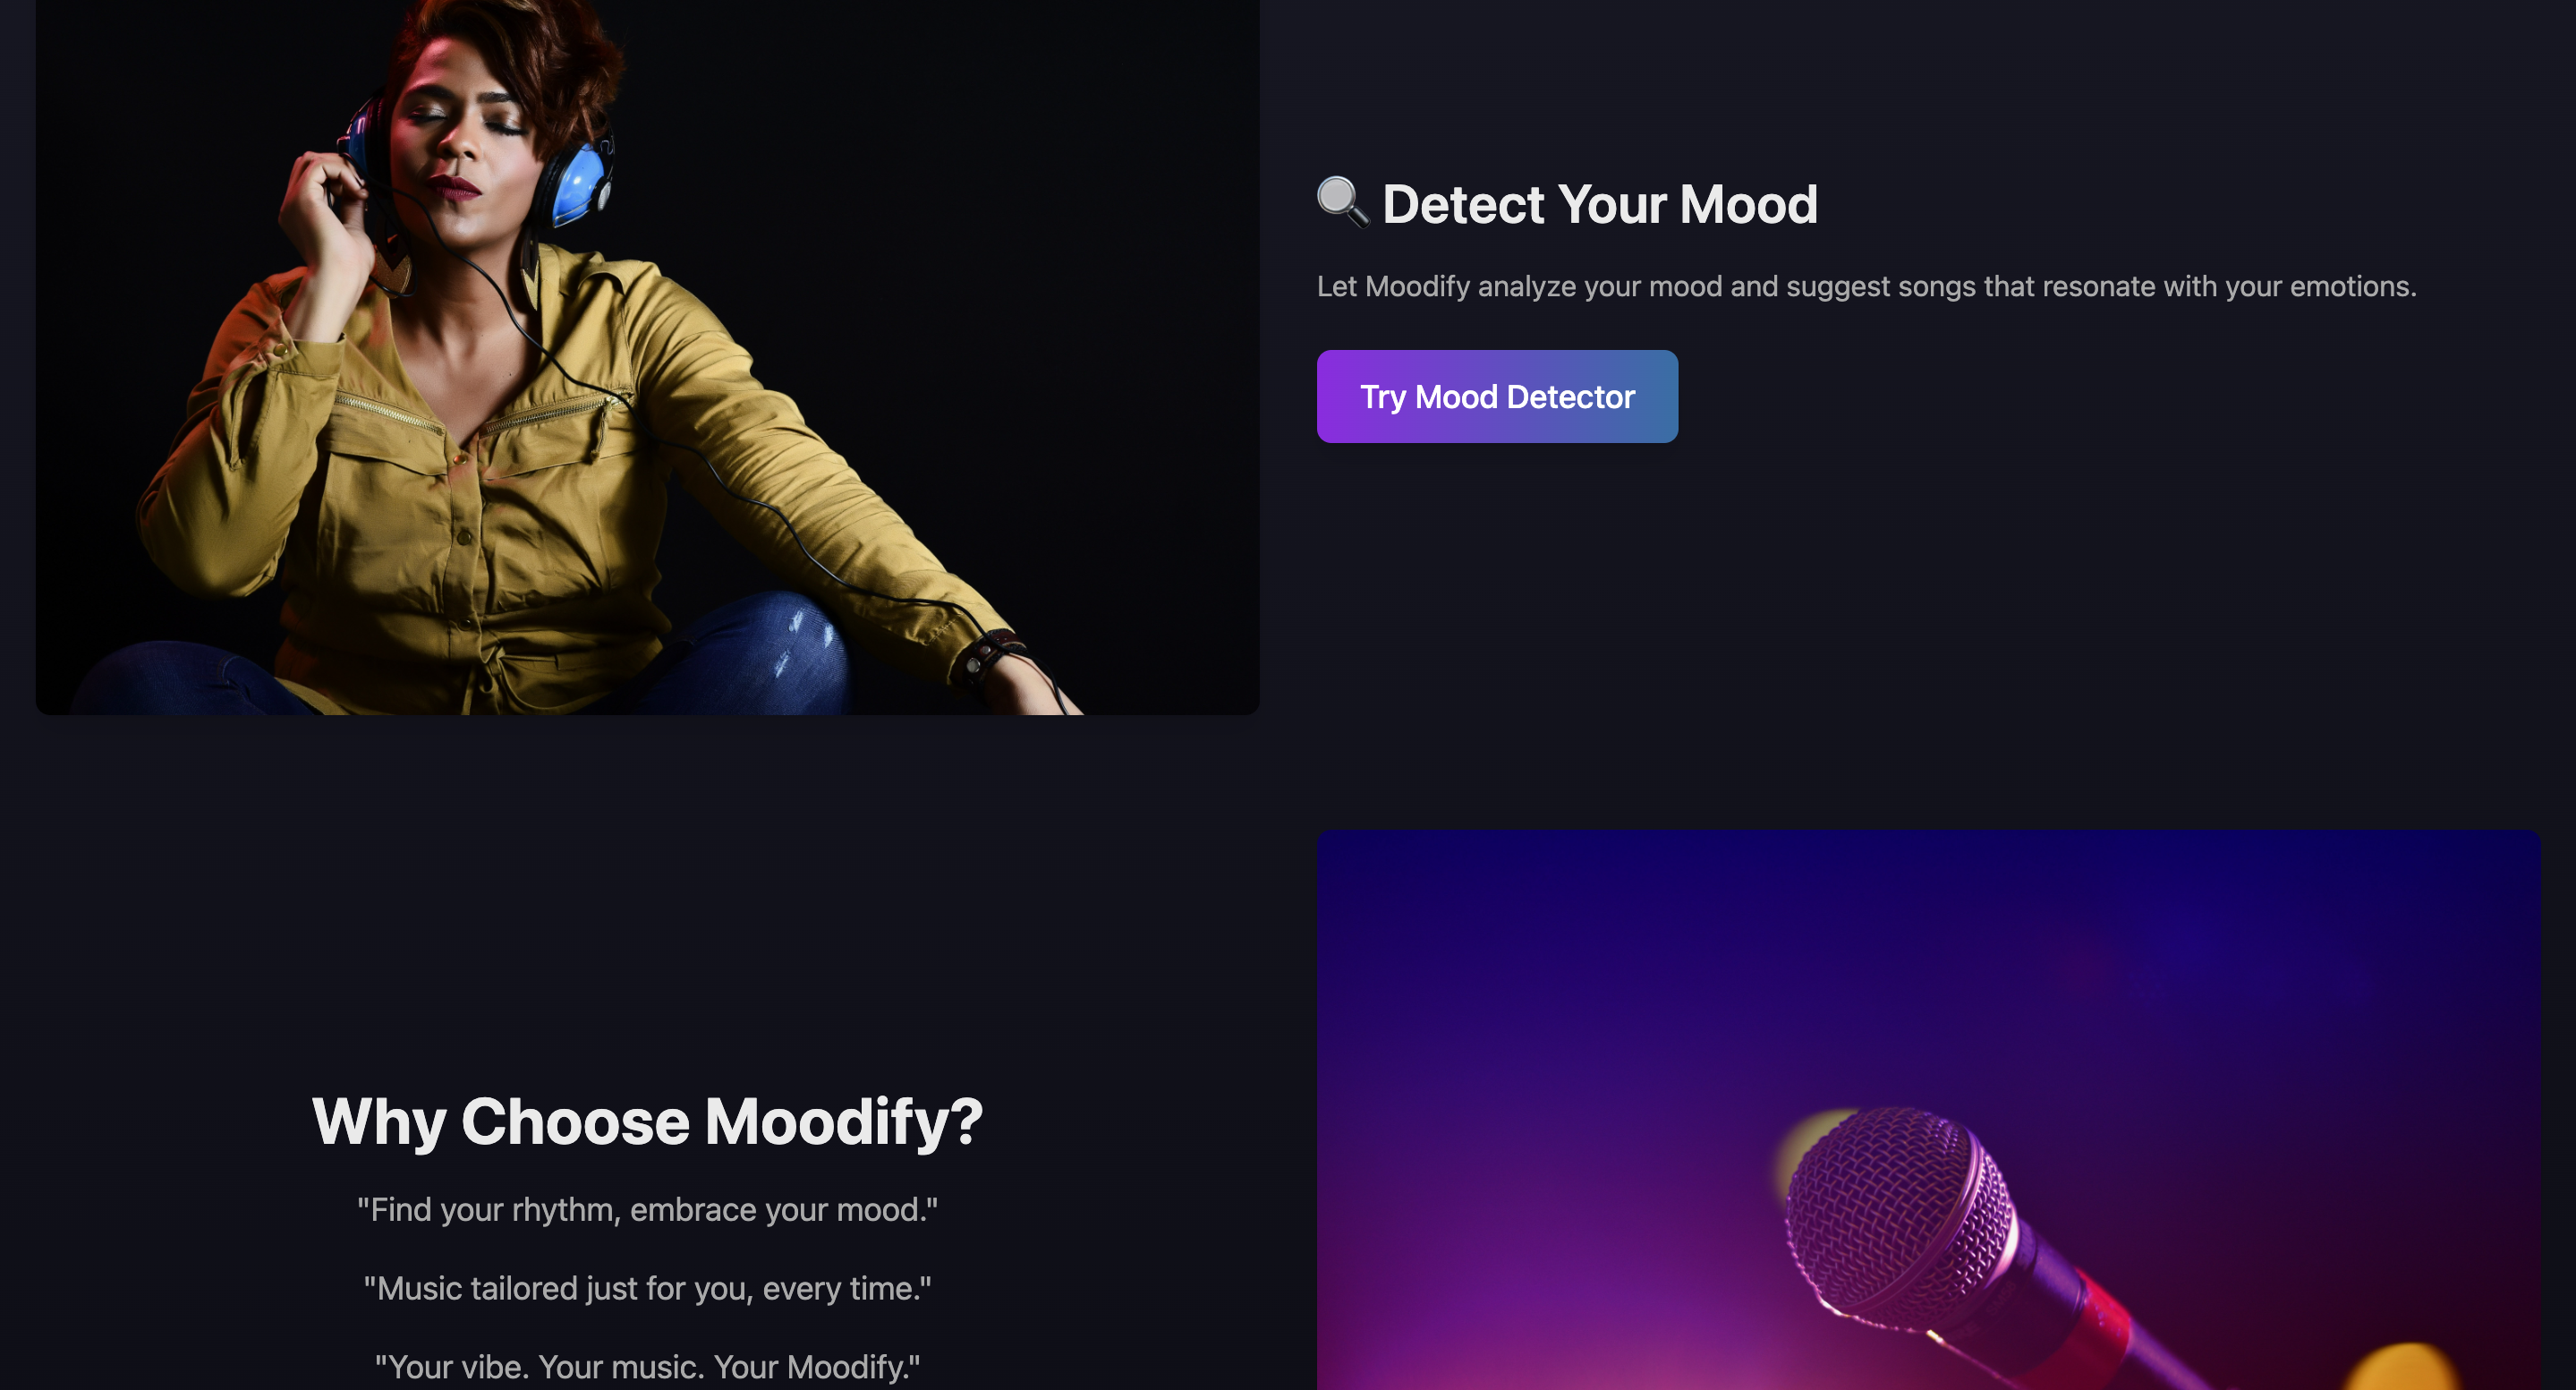 🔍 Detect Your Mood
Let Moodify analyze your mood and suggest songs that resonate with your emotions.
Try Mood Detector
Why Choose Moodify?
"Find your rhythm, embrace your mood."
"Music tailored just for you, every time."
"Your vibe. Your music. Your Moodify."